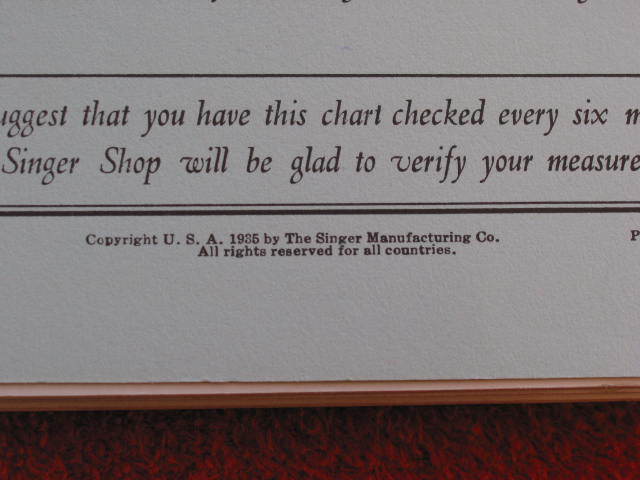 that you have this chart checked every six
Singer Shop will be glad to verify your measure
Copyright U. S. A. 1935 by The Singer Manufacturing Co.
All rights reserved for all countries.
P